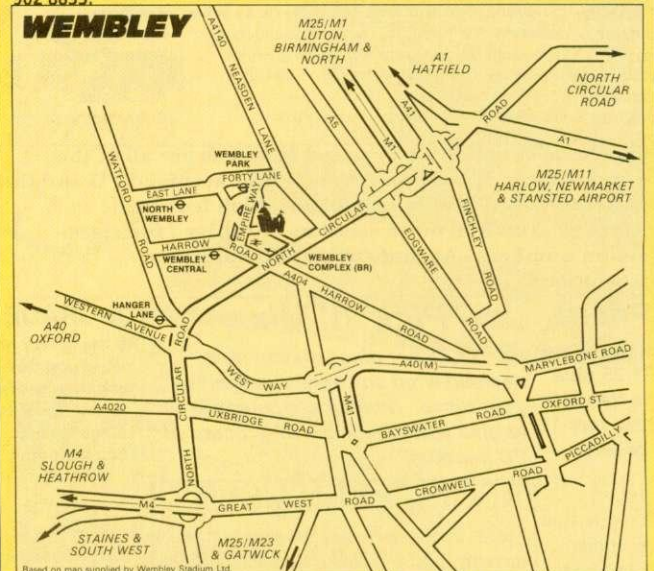 902 8833.
WEMBLEY
A4140
NEASDEN
LANE
M25/M1
LUTON,
BIRMINGHAM &
NORTH
A1
HATFIELD
NORTH
CIRCULAR
ROAD
A5
M1
A41
ROAD
A1
M25/M11
HARLOW, NEWMARKET
& STANSTED AIRPORT
WATFORD
ROAD
WEMBLEY
PARK
FORTY LANE
EAST LANE
NORTH
WEMBLEY
EMPIRE WAY
HARROW
ROAD
WEMBLEY
CENTRAL
NORTH
CIRCULAR
WEMBLEY
COMPLEX (BR)
FINCHLEY
ROAD
EDGWARE
ROAD
A404
HARROW
ROAD
HANGER
LANE
WESTERN
AVENUE
A40
OXFORD
ROAD
CIRCULAR
NORTH
WEST WAY
A40(M)
MARYLEBONE ROAD
A4020
UXBRIDGE ROAD
M41
BAYSWATER ROAD
OXFORD ST
PICCADILLY
M4
SLOUGH &
HEATHROW
M4
GREAT WEST ROAD
CROMWELL ROAD
STAINES &
SOUTH WEST
M25/M23
& GATWICK
Based on map supplied by Wembley Stadium Ltd.